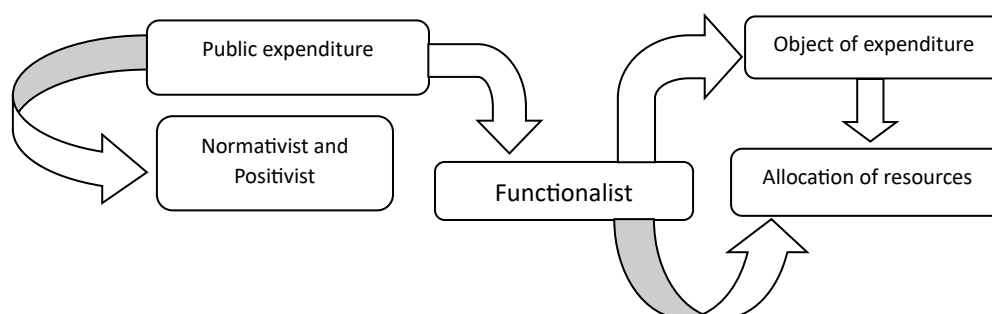 Public expenditure
Normativist and
Positivist
Functionalist
Object of expenditure
Allocation of resources